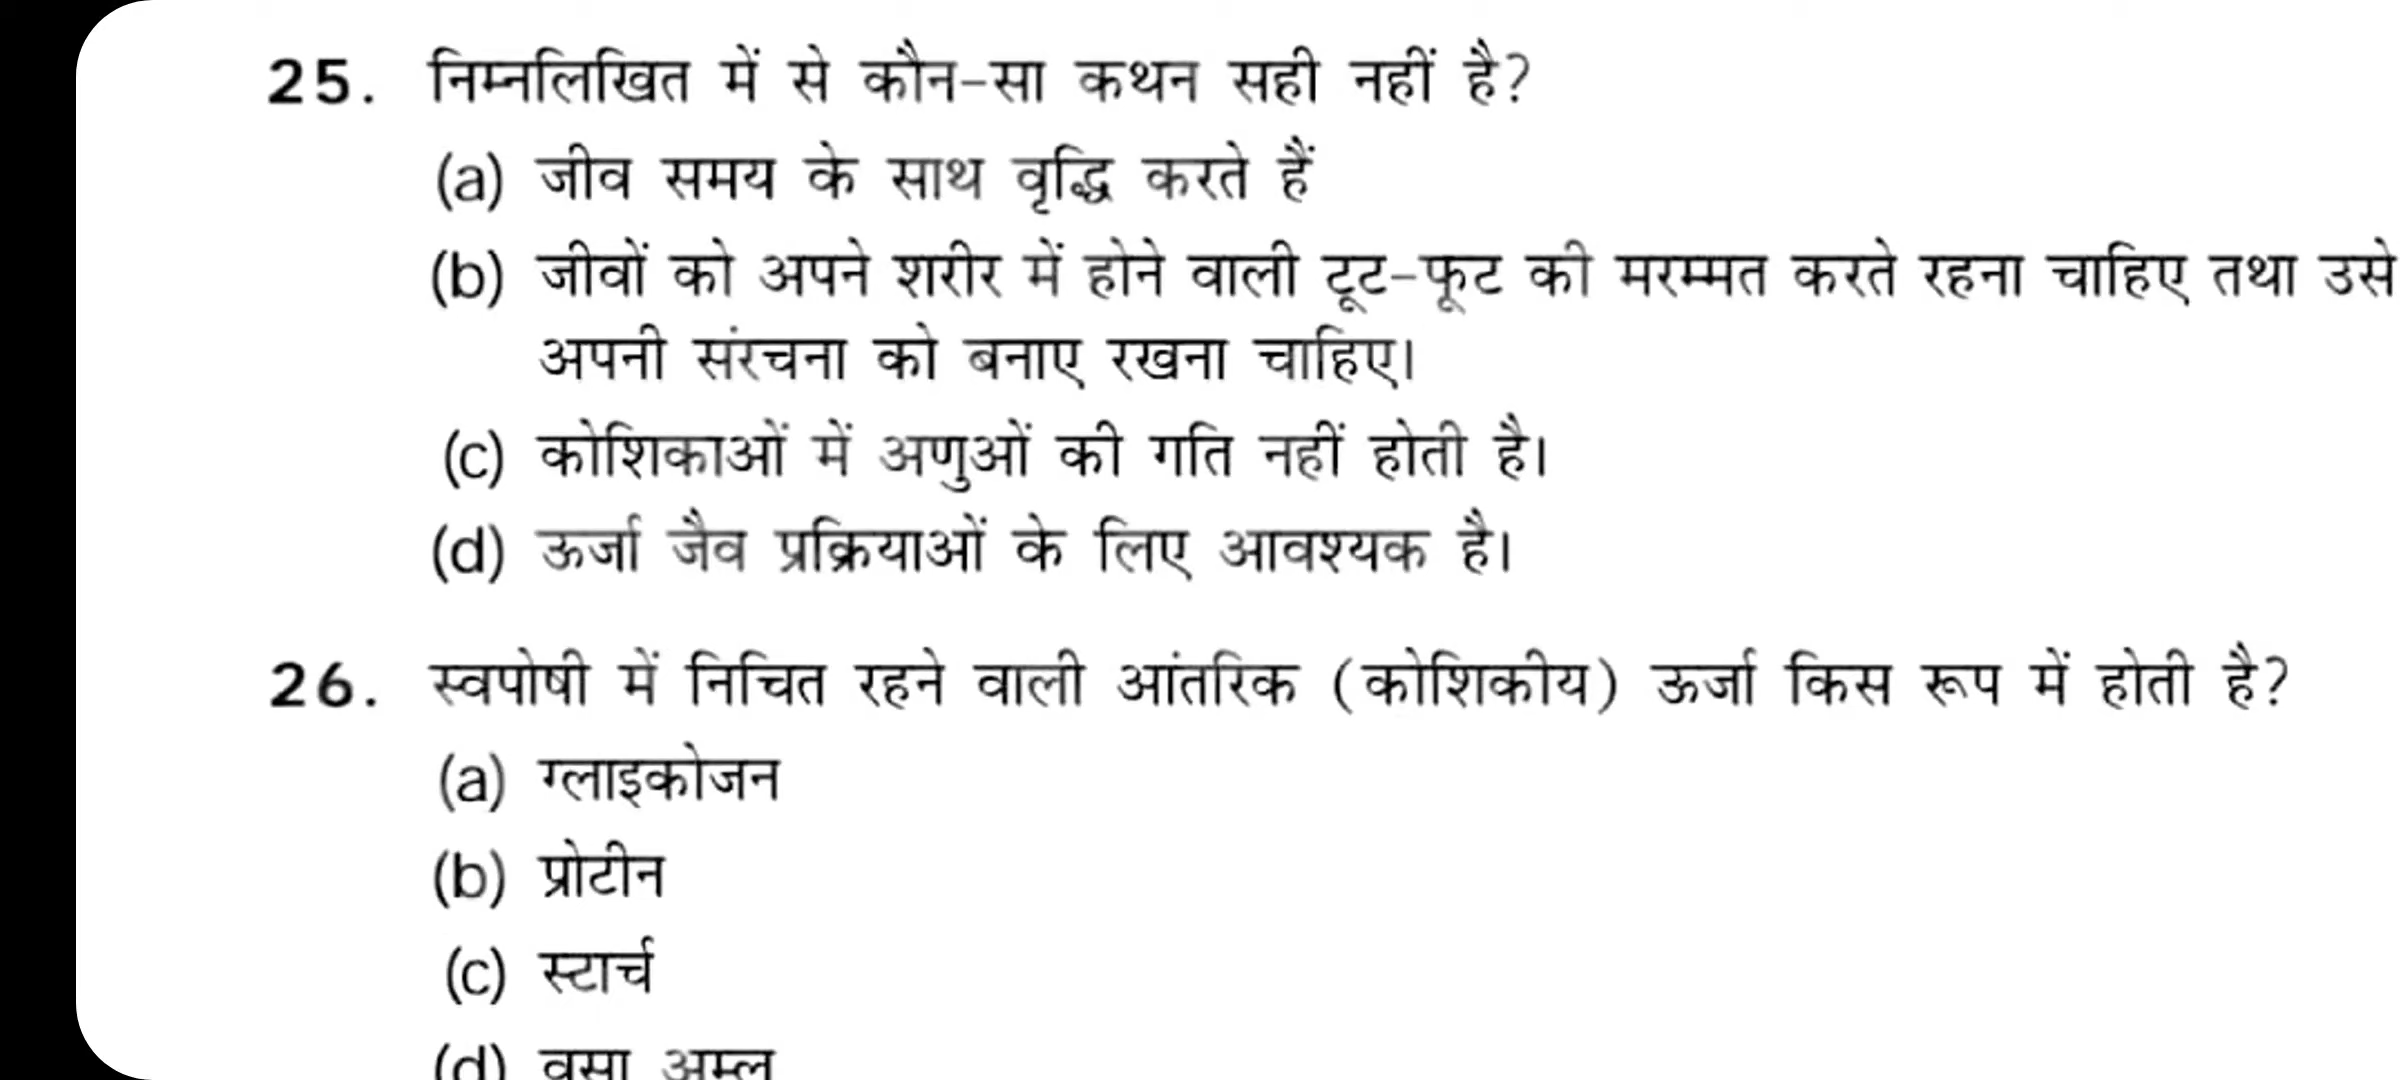 25. निम्नलिखित में से कौन-सा कथन सही नहीं है?
(a) जीव समय के साथ वृद्धि करते हैं
(b) जीवों को अपने शरीर में होने वाली टूट-फूट की मरम्मत करते रहना चाहिए तथा उसे
अपनी संरचना को बनाए रखना चाहिए।
(c) कोशिकाओं में अणुओं की गति नहीं होती है।
(d) ऊर्जा जैव प्रक्रियाओं के लिए आवश्यक है।
26. स्वपोषी में निचित रहने वाली आंतरिक (कोशिकीय) ऊर्जा किस रूप में होती है?
(a) ग्लाइकोजन
(b) प्रोटीन
(c) स्टार्च
(d) वसा अम्ल